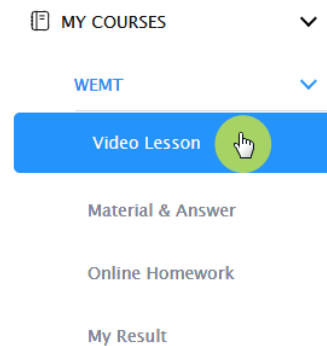 MY COURSES
WEMT
Video Lesson
Material & Answer
Online Homework
My Result